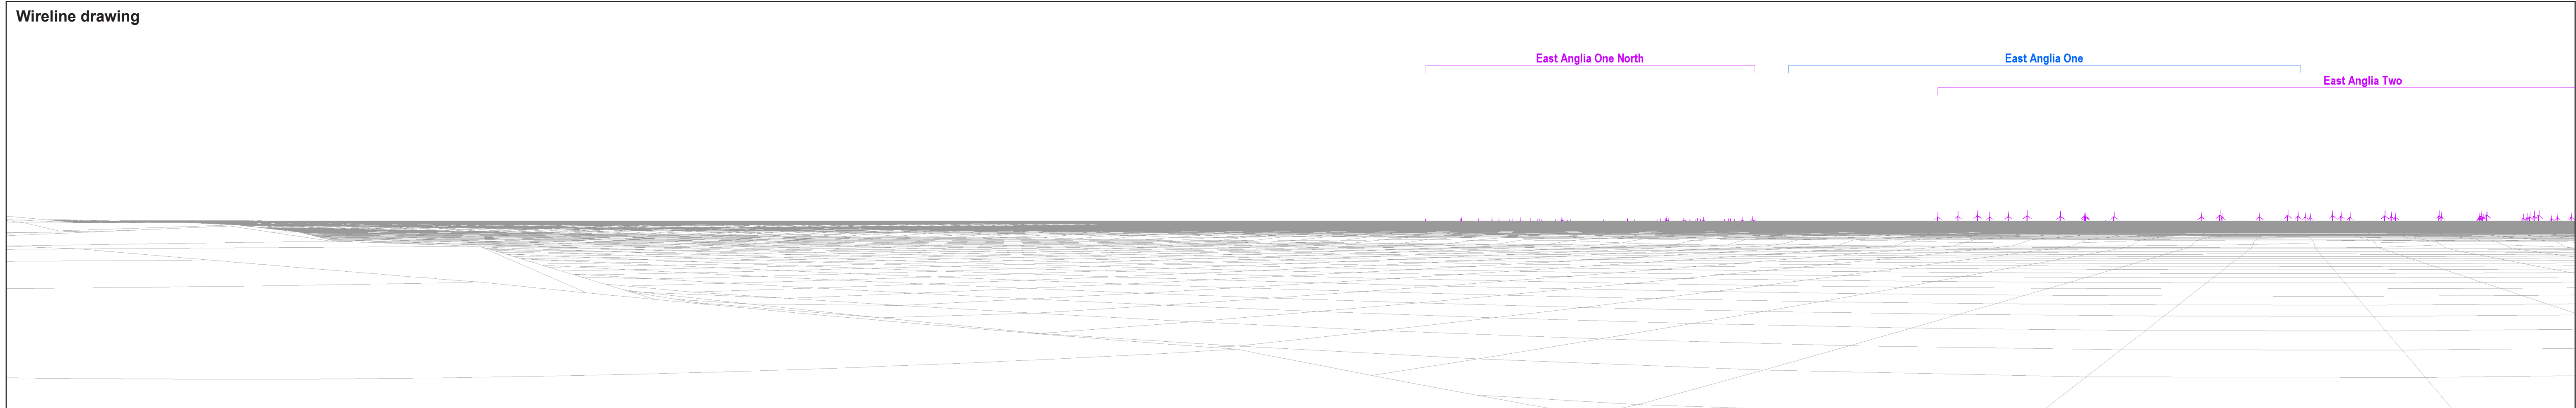 Wireline drawing
East Anglia One North
East Anglia One
East Anglia Two